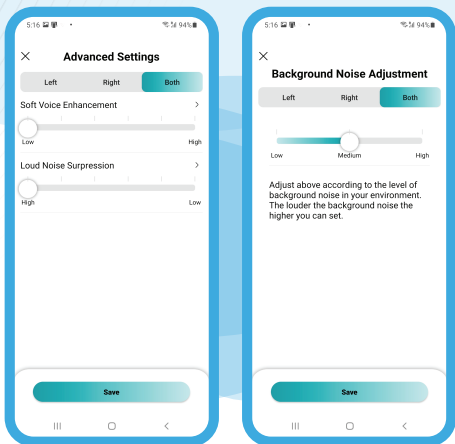 5:16 94%
Advanced Settings
Left Right Both
Soft Voice Enhancement >
Low High
Loud Noise Surpression >
High Low
Save
5:16 94%
Background Noise Adjustment
Left Right Both
Low Medium High
Adjust above according to the level of
background noise in your environment.
The louder the background noise the
higher you can set.
Save